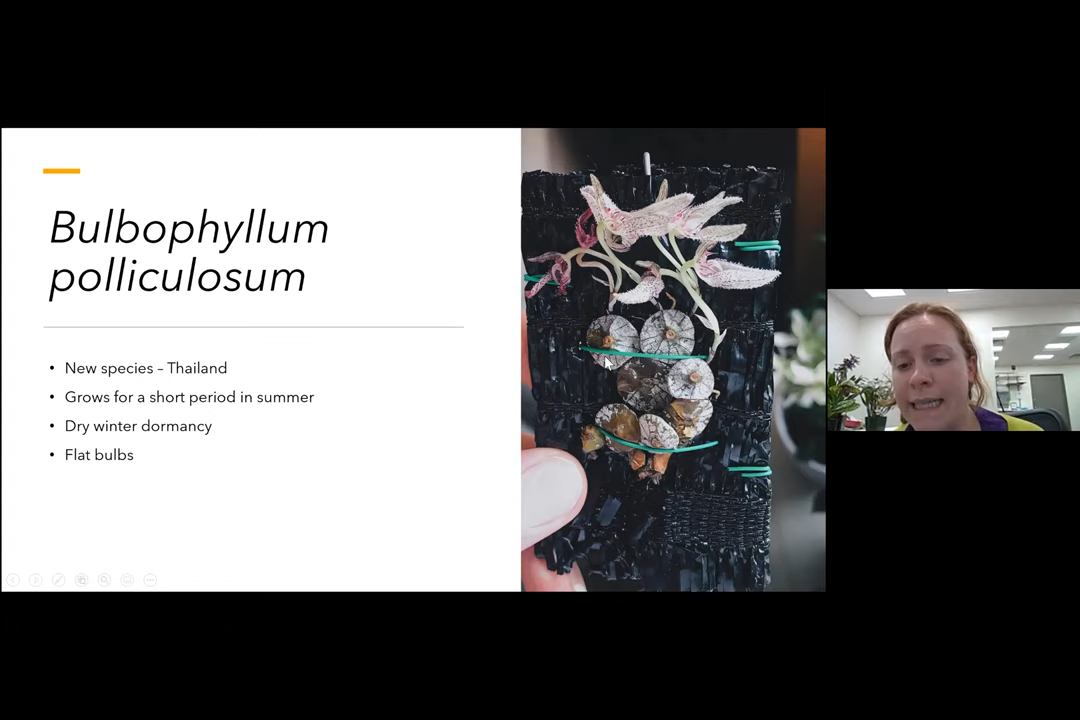 Bulbophyllum
polliculosum
• New species – Thailand
• Grows for a short period in summer
• Dry winter dormancy
• Flat bulbs